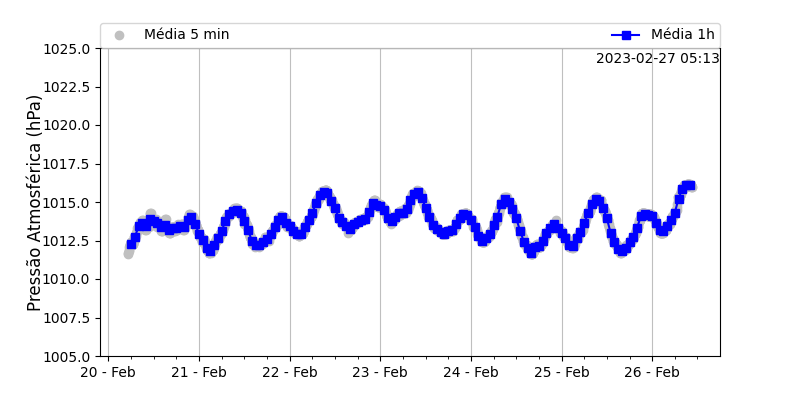 Média 5 min
Média 1h
2023-02-27 05:13
Pressão Atmosférica (hPa)
1025.0
1022.5
1020.0
1017.5
1015.0
1012.5
1010.0
1007.5
1005.0
20 - Feb
21 - Feb
22 - Feb
23 - Feb
24 - Feb
25 - Feb
26 - Feb